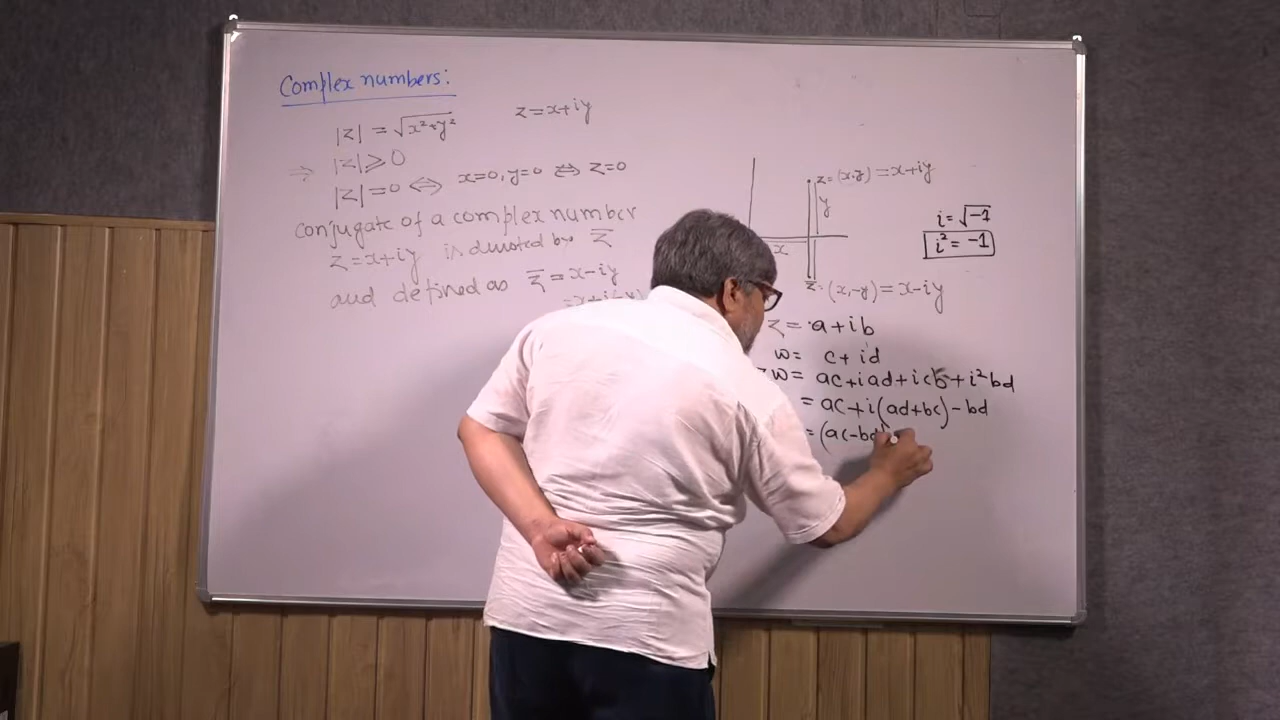 Complex numbers:
|z| = √x²+y² z=x+iy
⇒ |z|⩾0
|z|=0 ⇔ x=0, y=0 ⇔ z=0
conjugate of a complex number
z=x+iy is denoted by z̅
and defined as z̅ = x-iy
=x+i(-y)
z=(x,y)=x+iy
y
x
z̅=(x,-y)=x-iy
i=√-1
i²=-1
z= a+ib
w= c+id
zw= ac+iad+icb+i²bd
= ac+i(ad+bc)-bd
=(ac-bd)